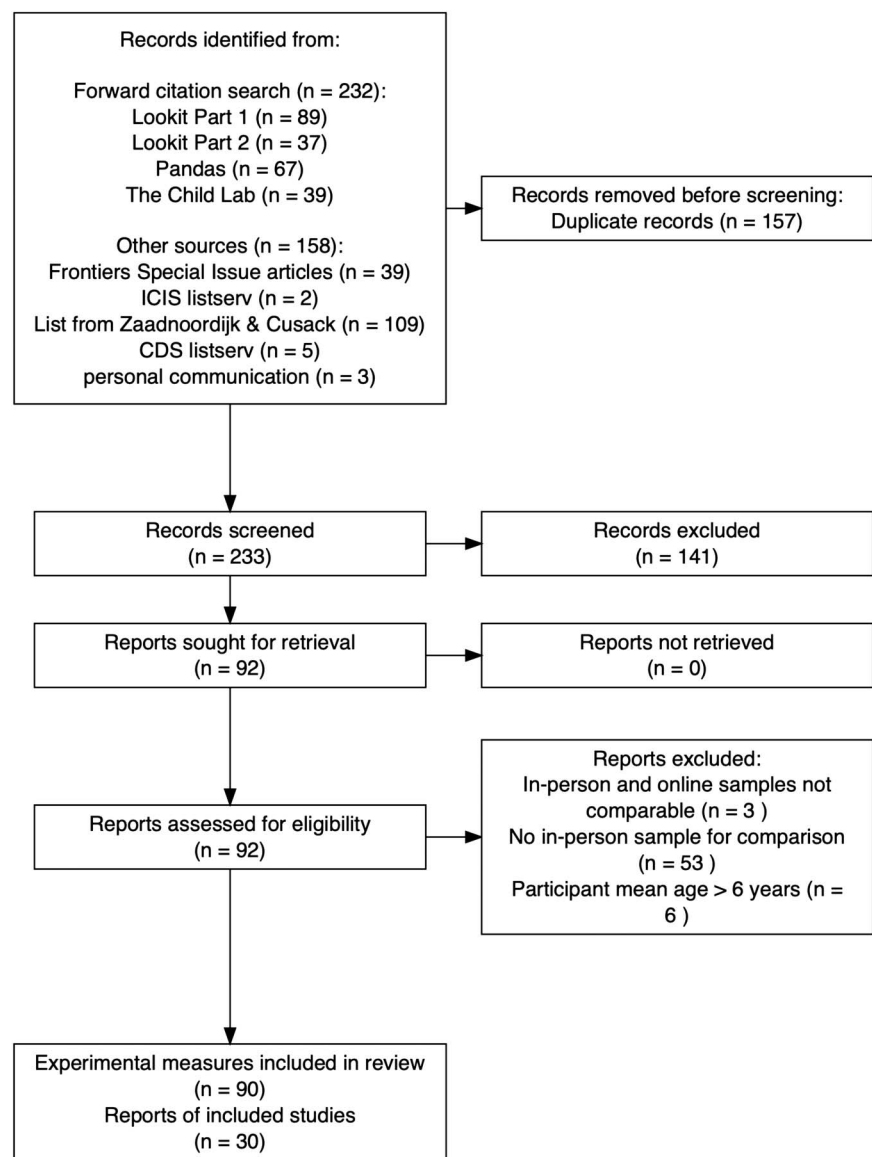 Records identified from:
Forward citation search (n = 232):
Lookit Part 1 (n = 89)
Lookit Part 2 (n = 37)
Pandas (n = 67)
The Child Lab (n = 39)
Other sources (n = 158):
Frontiers Special Issue articles (n = 39)
ICIS listserv (n = 2)
List from Zaadnoordijk & Cusack (n = 109)
CDS listserv (n = 5)
personal communication (n = 3)
Records removed before screening:
Duplicate records (n = 157)
Records screened
(n = 233)
Records excluded
(n = 141)
Reports sought for retrieval
(n = 92)
Reports not retrieved
(n = 0)
Reports assessed for eligibility
(n = 92)
Reports excluded:
In-person and online samples not
comparable (n = 3 )
No in-person sample for comparison
(n = 53 )
Participant mean age > 6 years (n =
6 )
Experimental measures included in review
(n = 90)
Reports of included studies
(n = 30)